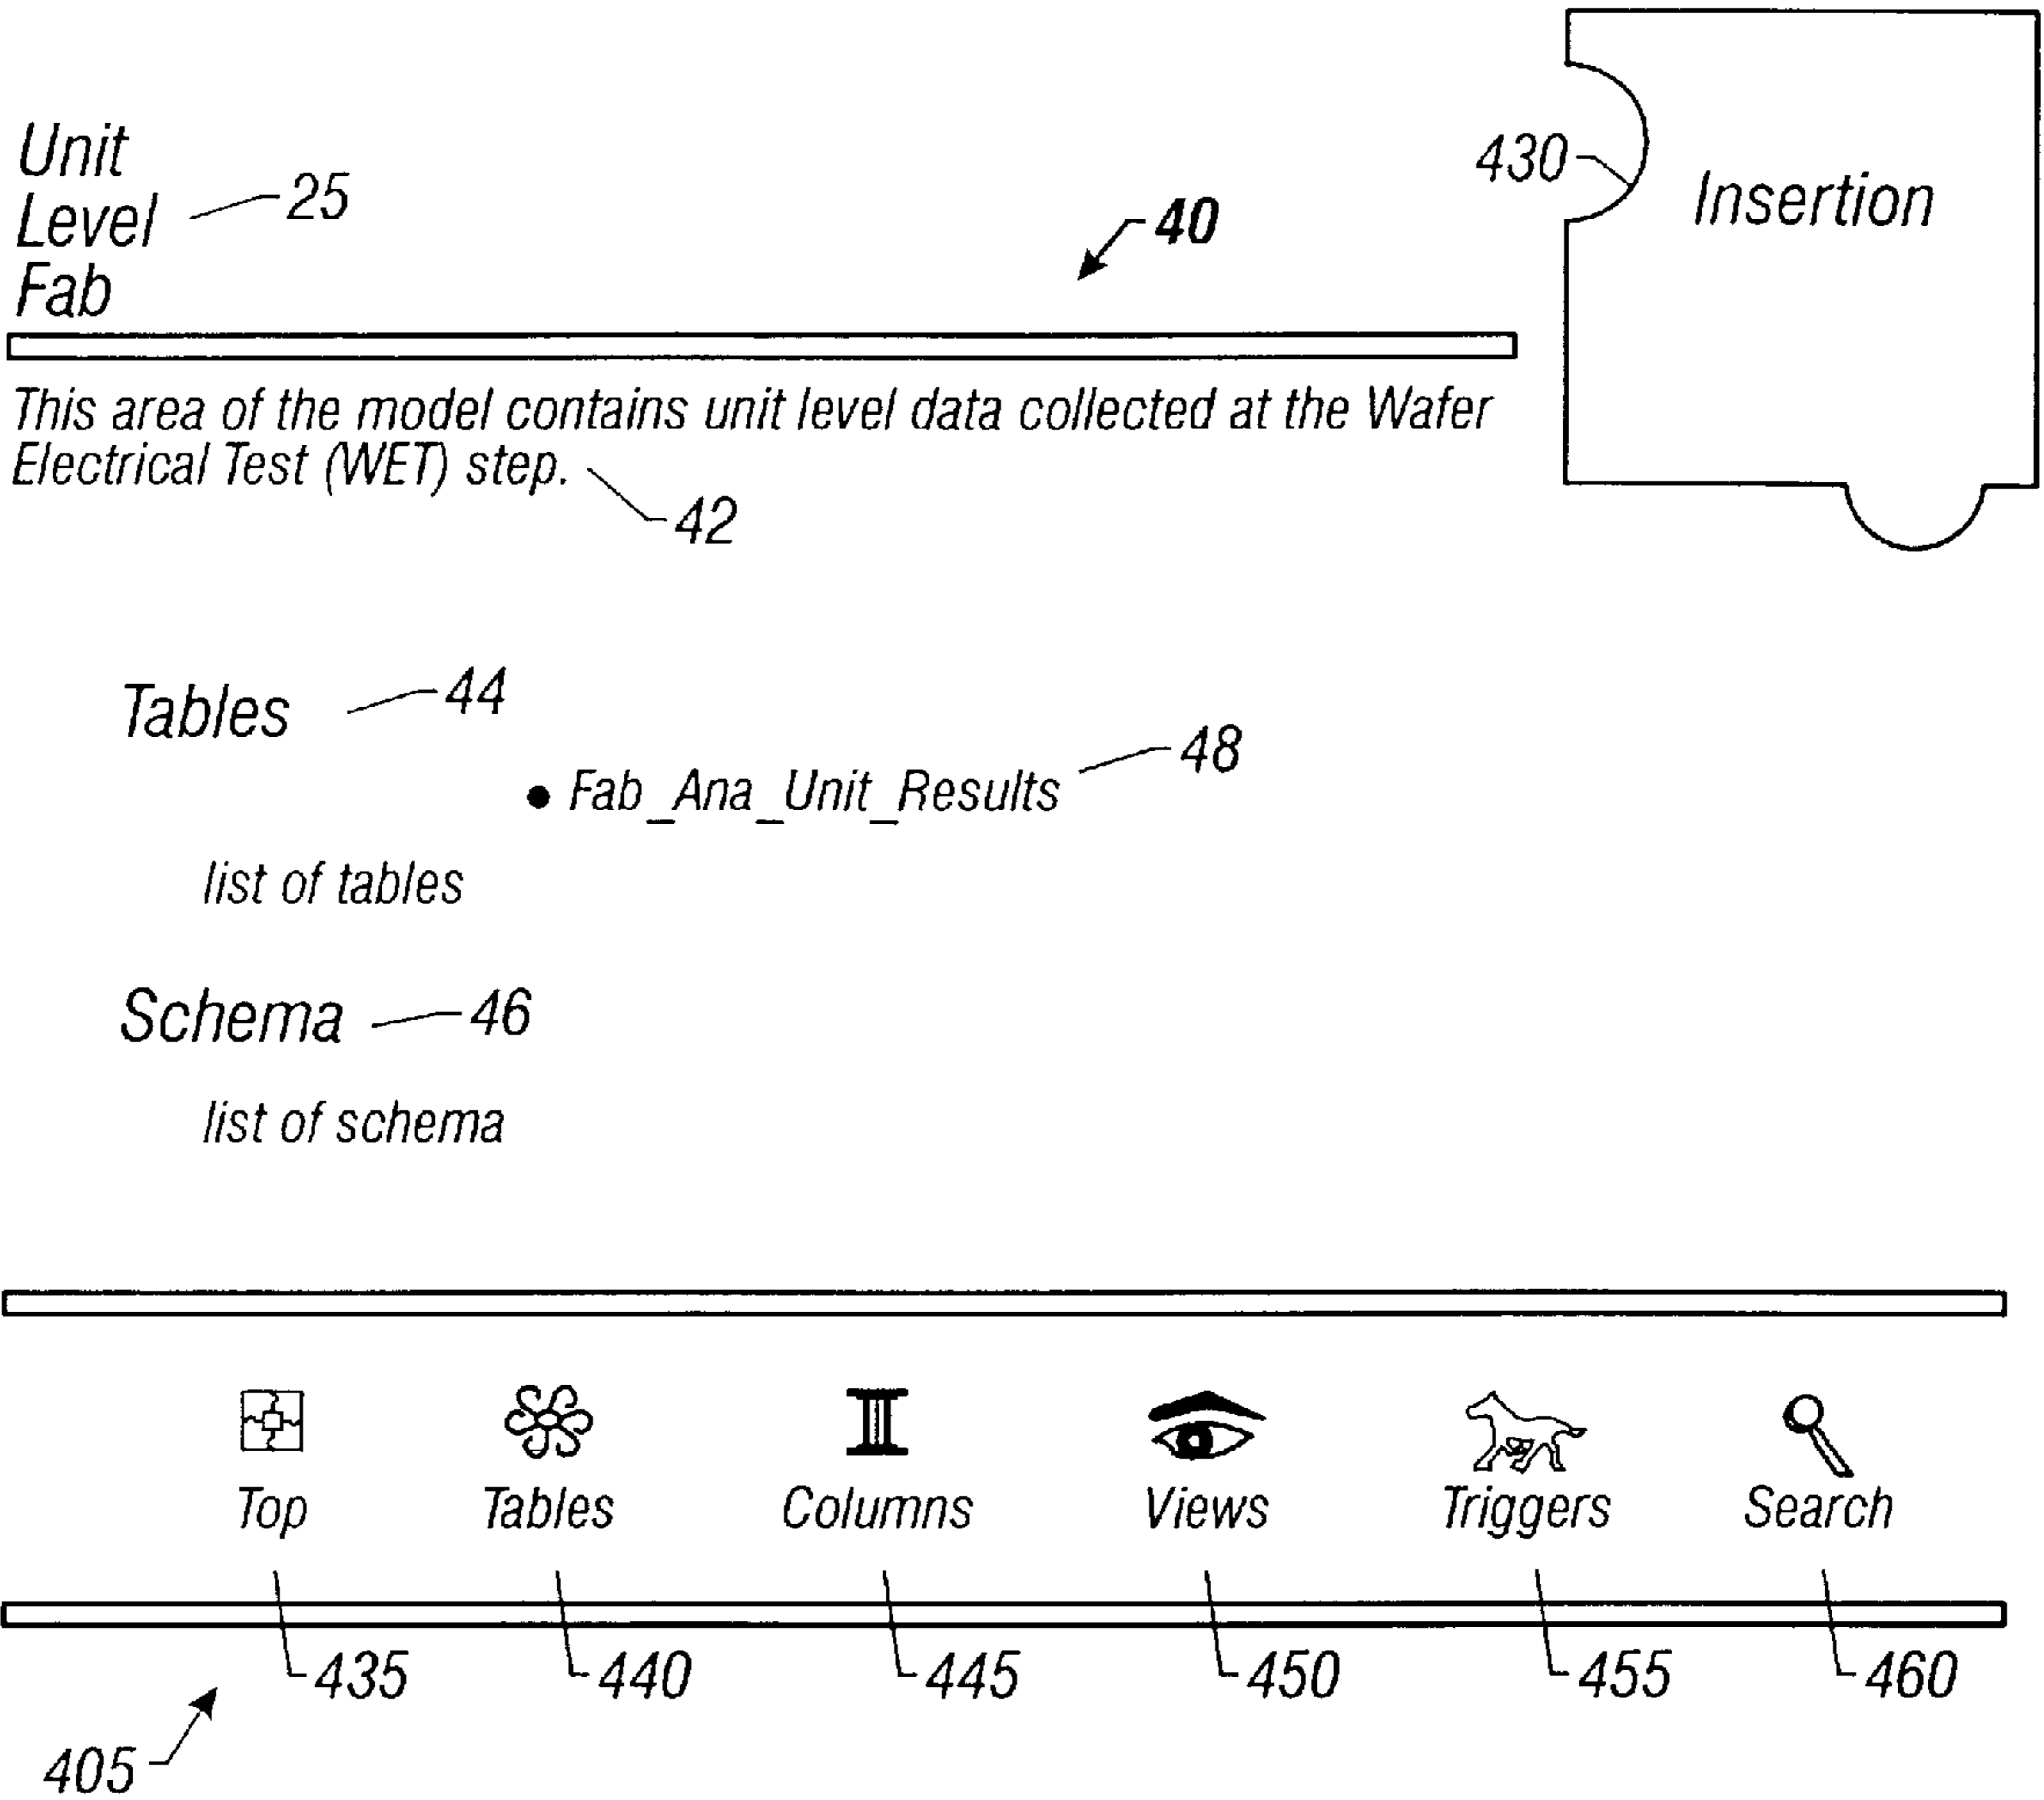 Unit
Level
Fab
25
40
430
Insertion
This area of the model contains unit level data collected at the Wafer
Electrical Test (WET) step.
42
Tables
44
• Fab_Ana_Unit_Results
48
list of tables
Schema
46
list of schema
Top
Tables
Columns
Views
Triggers
Search
435
440
445
450
455
460
405